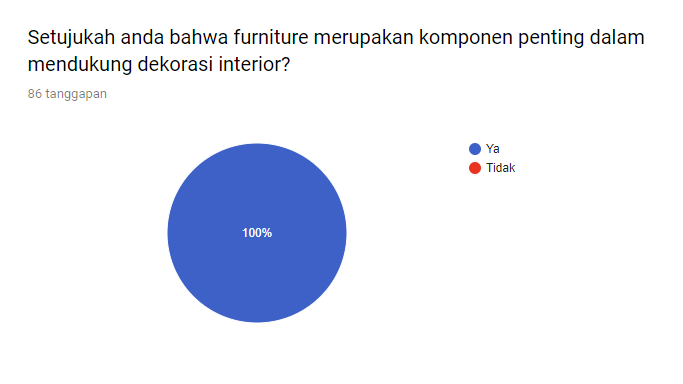 Setujukah anda bahwa furniture merupakan komponen penting dalam
mendukung dekorasi interior?
86 tanggapan
Ya
Tidak
100%